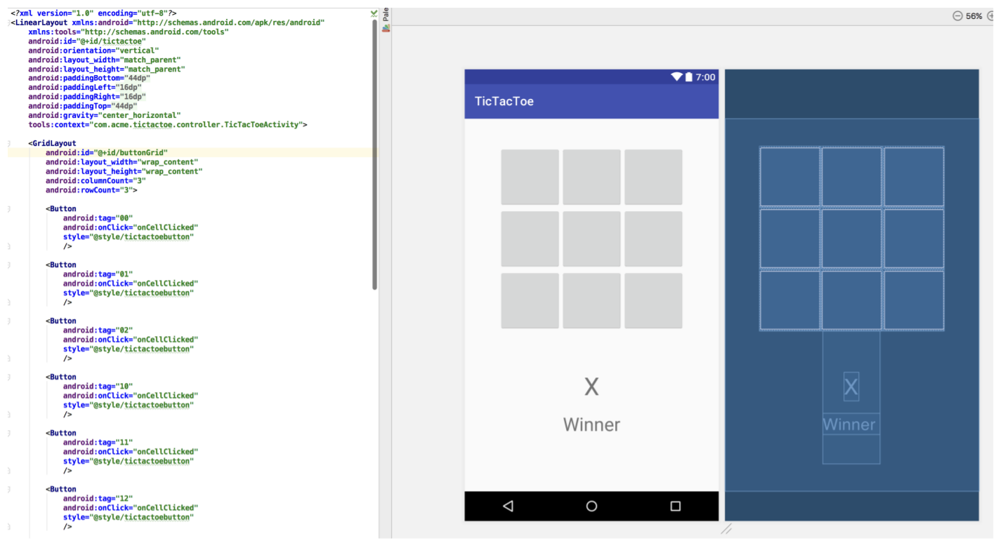 <?xml version="1.0" encoding="utf-8"?>
<LinearLayout xmlns:android="http://schemas.android.com/apk/res/android"
    xmlns:tools="http://schemas.android.com/tools"
    android:id="@+id/tictactoe"
    android:orientation="vertical"
    android:layout_width="match_parent"
    android:layout_height="match_parent"
    android:paddingBottom="44dp"
    android:paddingLeft="16dp"
    android:paddingRight="16dp"
    android:paddingTop="44dp"
    android:gravity="center_horizontal"
    tools:context="com.acme.tictactoe.controller.TicTacToeActivity">
    <GridLayout
        android:id="@+id/buttonGrid"
        android:layout_width="wrap_content"
        android:layout_height="wrap_content"
        android:columnCount="3"
        android:rowCount="3">
        <Button
            android:tag="00"
            android:onClick="onCellClicked"
            style="@style/tictactoebutton"
            />
        <Button
            android:tag="01"
            android:onClick="onCellClicked"
            style="@style/tictactoebutton"
            />
        <Button
            android:tag="02"
            android:onClick="onCellClicked"
            style="@style/tictactoebutton"
            />
        <Button
            android:tag="10"
            android:onClick="onCellClicked"
            style="@style/tictactoebutton"
            />
        <Button
            android:tag="11"
            android:onClick="onCellClicked"
            style="@style/tictactoebutton"
            />
        <Button
            android:tag="12"
            android:onClick="onCellClicked"
            style="@style/tictactoebutton"
            />
Pale
56%
7:00
TicTacToe
X
Winner
X
Winner